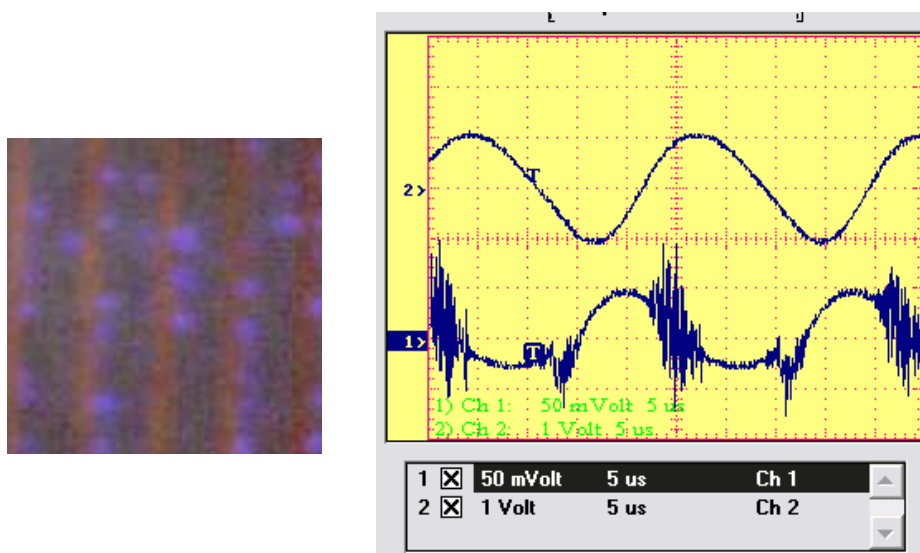 2>
T
1>
T
1) Ch 1: 50 mVolt 5 us
2) Ch 2: 1 Volt 5 us
1 50 mVolt 5 us Ch 1
2 1 Volt 5 us Ch 2